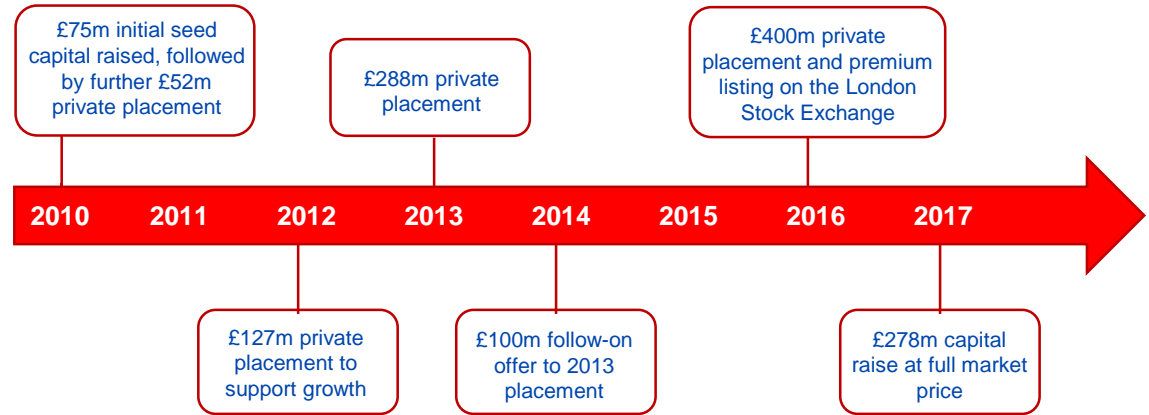 £75m initial seed
capital raised, followed
by further £52m
private placement
£288m private
placement
£400m private
placement and premium
listing on the London
Stock Exchange
2010 2011 2012 2013 2014 2015 2016 2017
£127m private
placement to
support growth
£100m follow-on
offer to 2013
placement
£278m capital
raise at full market
price